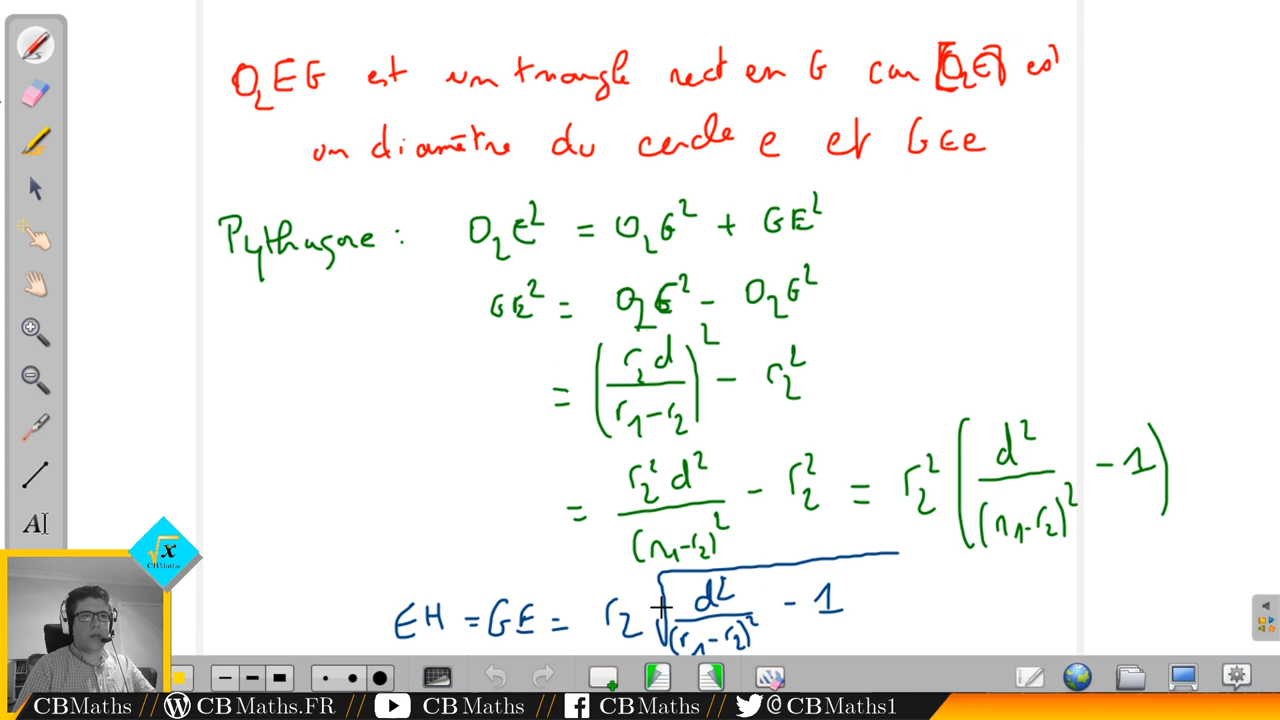 O₂EG est un triangle rect en G car [O₂E] est
un diamètre du cercle C et G∈C
Pythagore : O₂E² = O₂G² + GE²
GE² = O₂E² - O₂G²
= (r₂d / (r₁-r₂))² - r₂²
= r₂²d² / (r₁-r₂)² - r₂² = r₂² (d² / (r₁-r₂)² - 1)
EH = GE = r₂ √(d² / (r₁-r₂)² - 1)
√x
CBMaths
CBMaths / CBMaths.FR / CBMaths / CBMaths / @CBMaths1